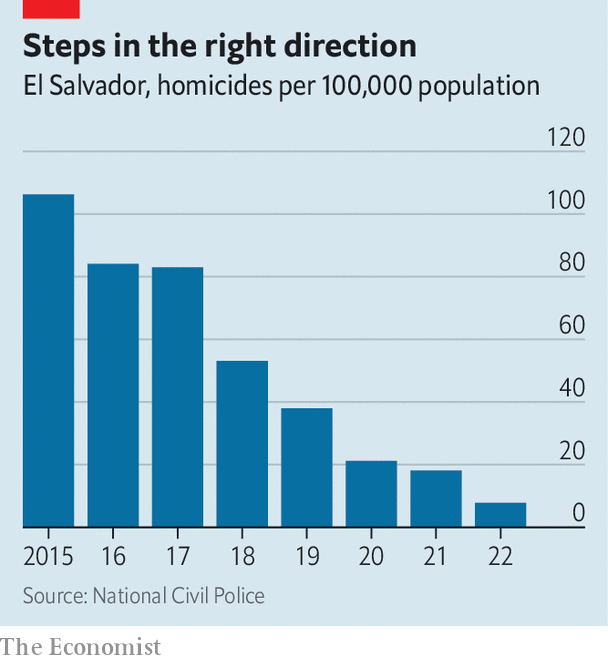 Steps in the right direction
El Salvador, homicides per 100,000 population
120
100
80
60
40
20
0
2015 16 17 18 19 20 21 22
Source: National Civil Police
The Economist